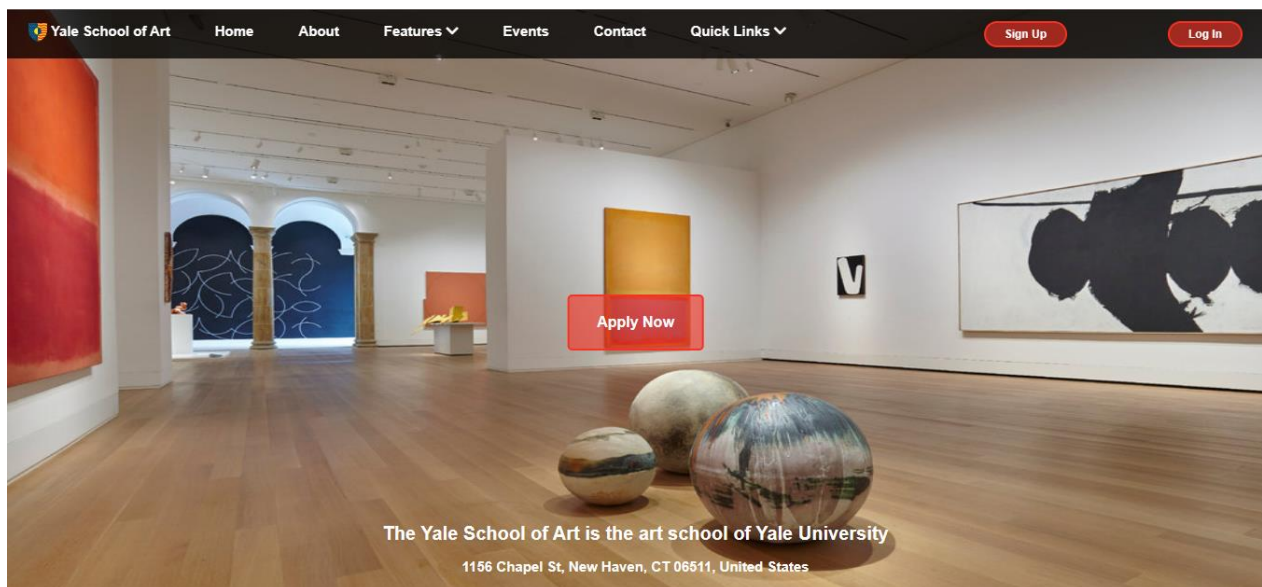 Yale School of Art Home About Features Events Contact Quick Links Sign Up Log In
Apply Now
The Yale School of Art is the art school of Yale University
1156 Chapel St, New Haven, CT 06511, United States